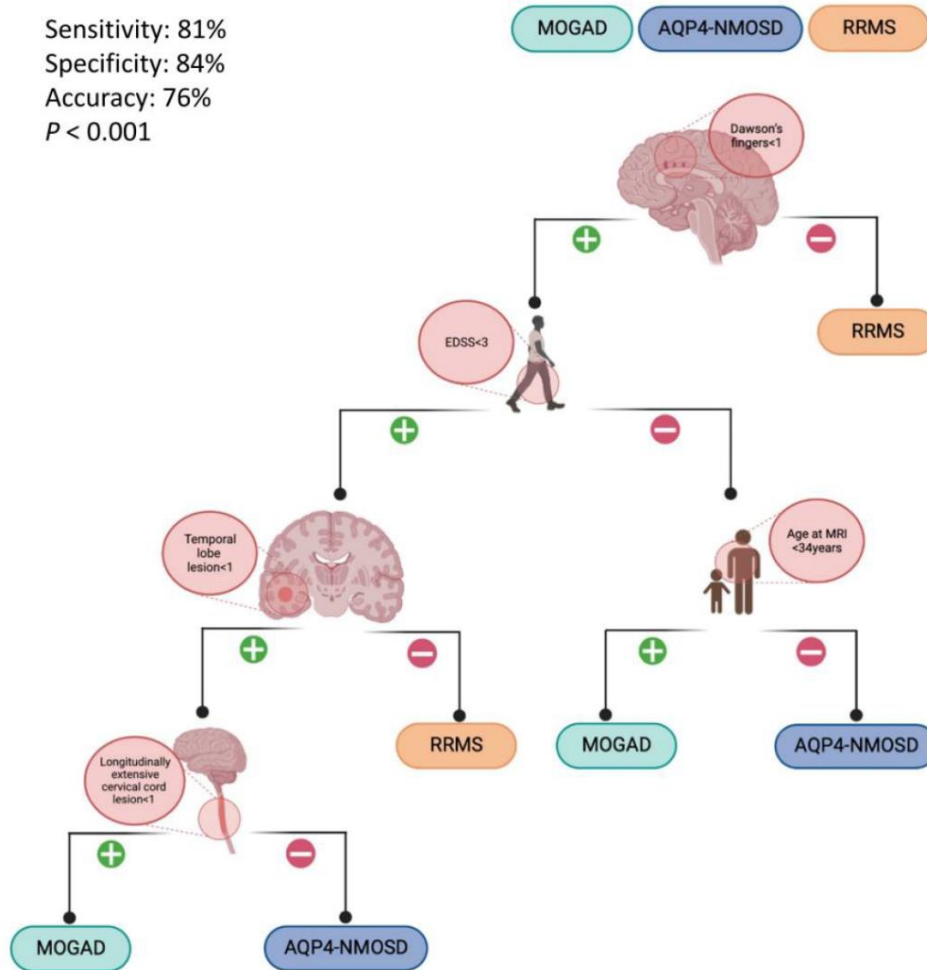 Sensitivity: 81%
Specificity: 84%
Accuracy: 76%
P < 0.001
MOGAD
AQP4-NMOSD
RRMS
Dawson's
fingers<1
RRMS
EDSS<3
Temporal
lobe
lesion<1
Age at MRI
<34years
RRMS
MOGAD
AQP4-NMOSD
Longitudinally
extensive
cervical cord
lesion<1
MOGAD
AQP4-NMOSD